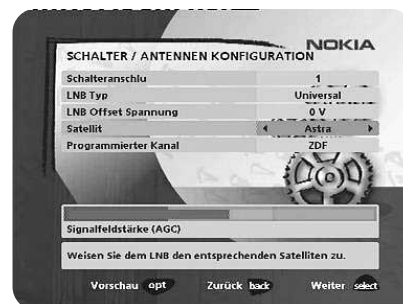 NOKIA
SCHALTER / ANTENNEN KONFIGURATION
Schalteranschlu 1
LNB Typ Universal
LNB Offset Spannung 0 V
Satellit Astra
Programmierter Kanal ZDF
Signalfeldstärke (AGC)
Weisen Sie dem LNB den entsprechenden Satelliten zu.
Vorschau opt Zurück back Weiter select